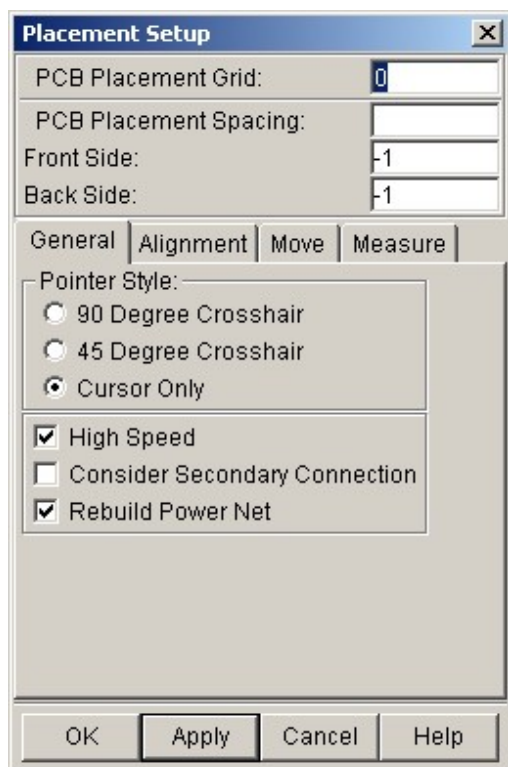 Placement Setup
PCB Placement Grid: 0
PCB Placement Spacing:
Front Side: -1
Back Side: -1
General Alignment Move Measure
Pointer Style:
90 Degree Crosshair
45 Degree Crosshair
Cursor Only
High Speed
Consider Secondary Connection
Rebuild Power Net
OK Apply Cancel Help